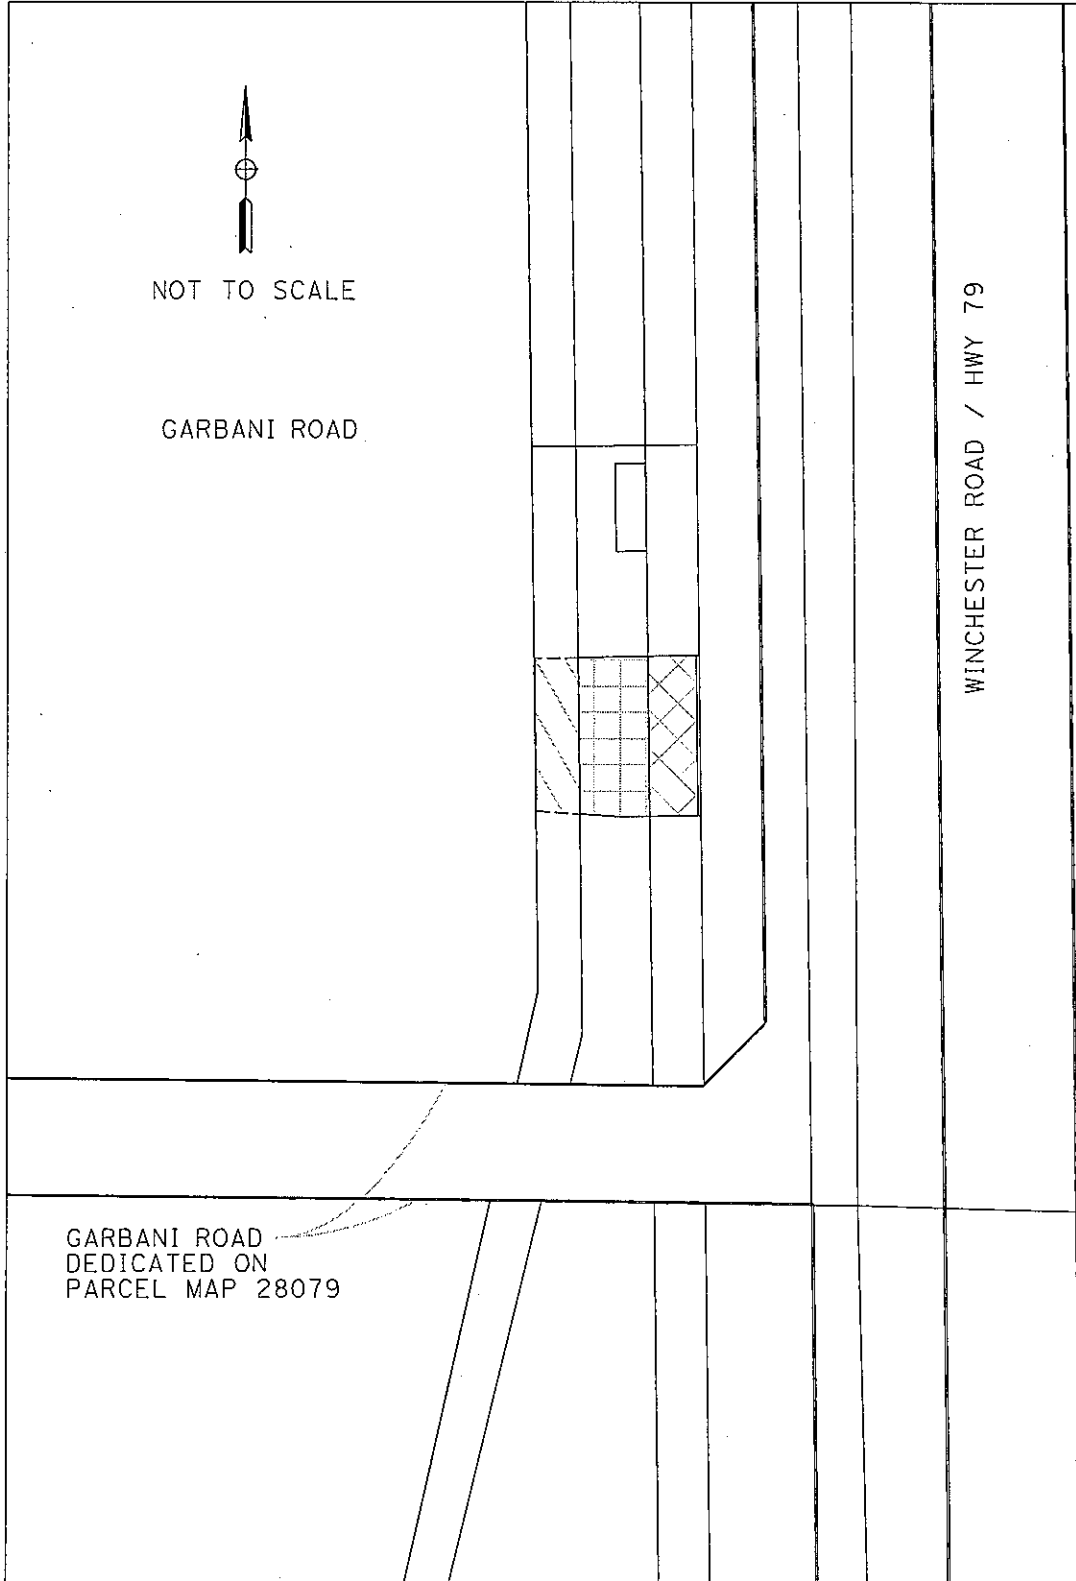 NOT TO SCALE
GARBANI ROAD
WINCHESTER ROAD / HWY 79
GARBANI ROAD
DEDICATED ON
PARCEL MAP 28079